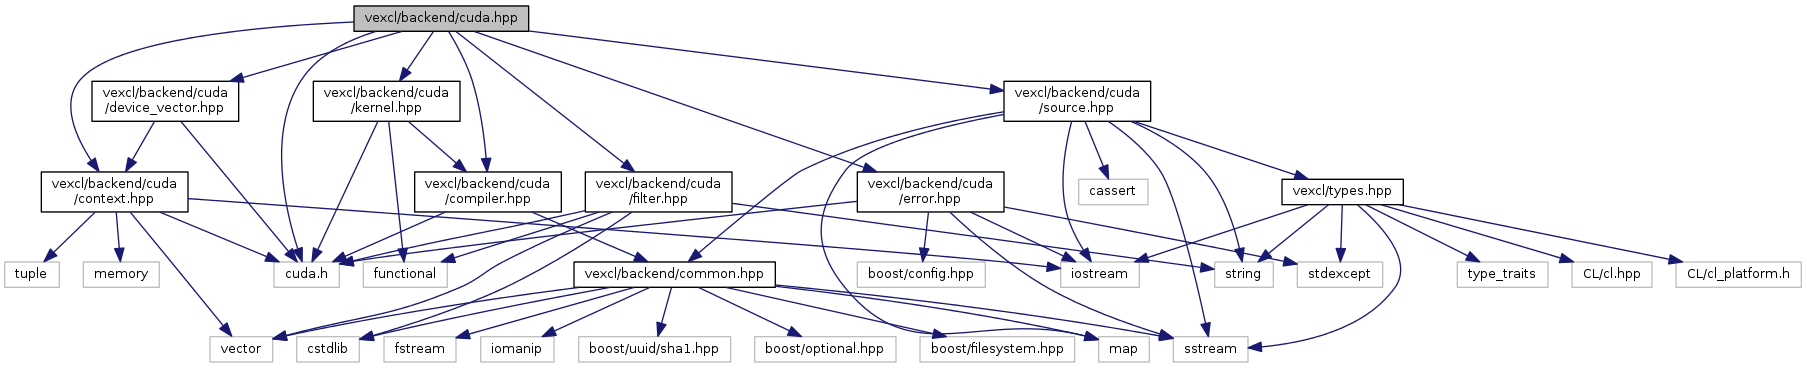 vexcl/backend/cuda.hpp
vexcl/backend/cuda
/device_vector.hpp
vexcl/backend/cuda
/kernel.hpp
vexcl/backend/cuda
/source.hpp
vexcl/backend/cuda
/context.hpp
vexcl/backend/cuda
/compiler.hpp
vexcl/backend/cuda
/filter.hpp
vexcl/backend/cuda
/error.hpp
cassert
vexcl/types.hpp
tuple
memory
cuda.h
functional
vexcl/backend/common.hpp
boost/config.hpp
iostream
string
stdexcept
type_traits
CL/cl.hpp
CL/cl_platform.h
vector
cstdlib
fstream
iomanip
boost/uuid/sha1.hpp
boost/optional.hpp
boost/filesystem.hpp
map
sstream